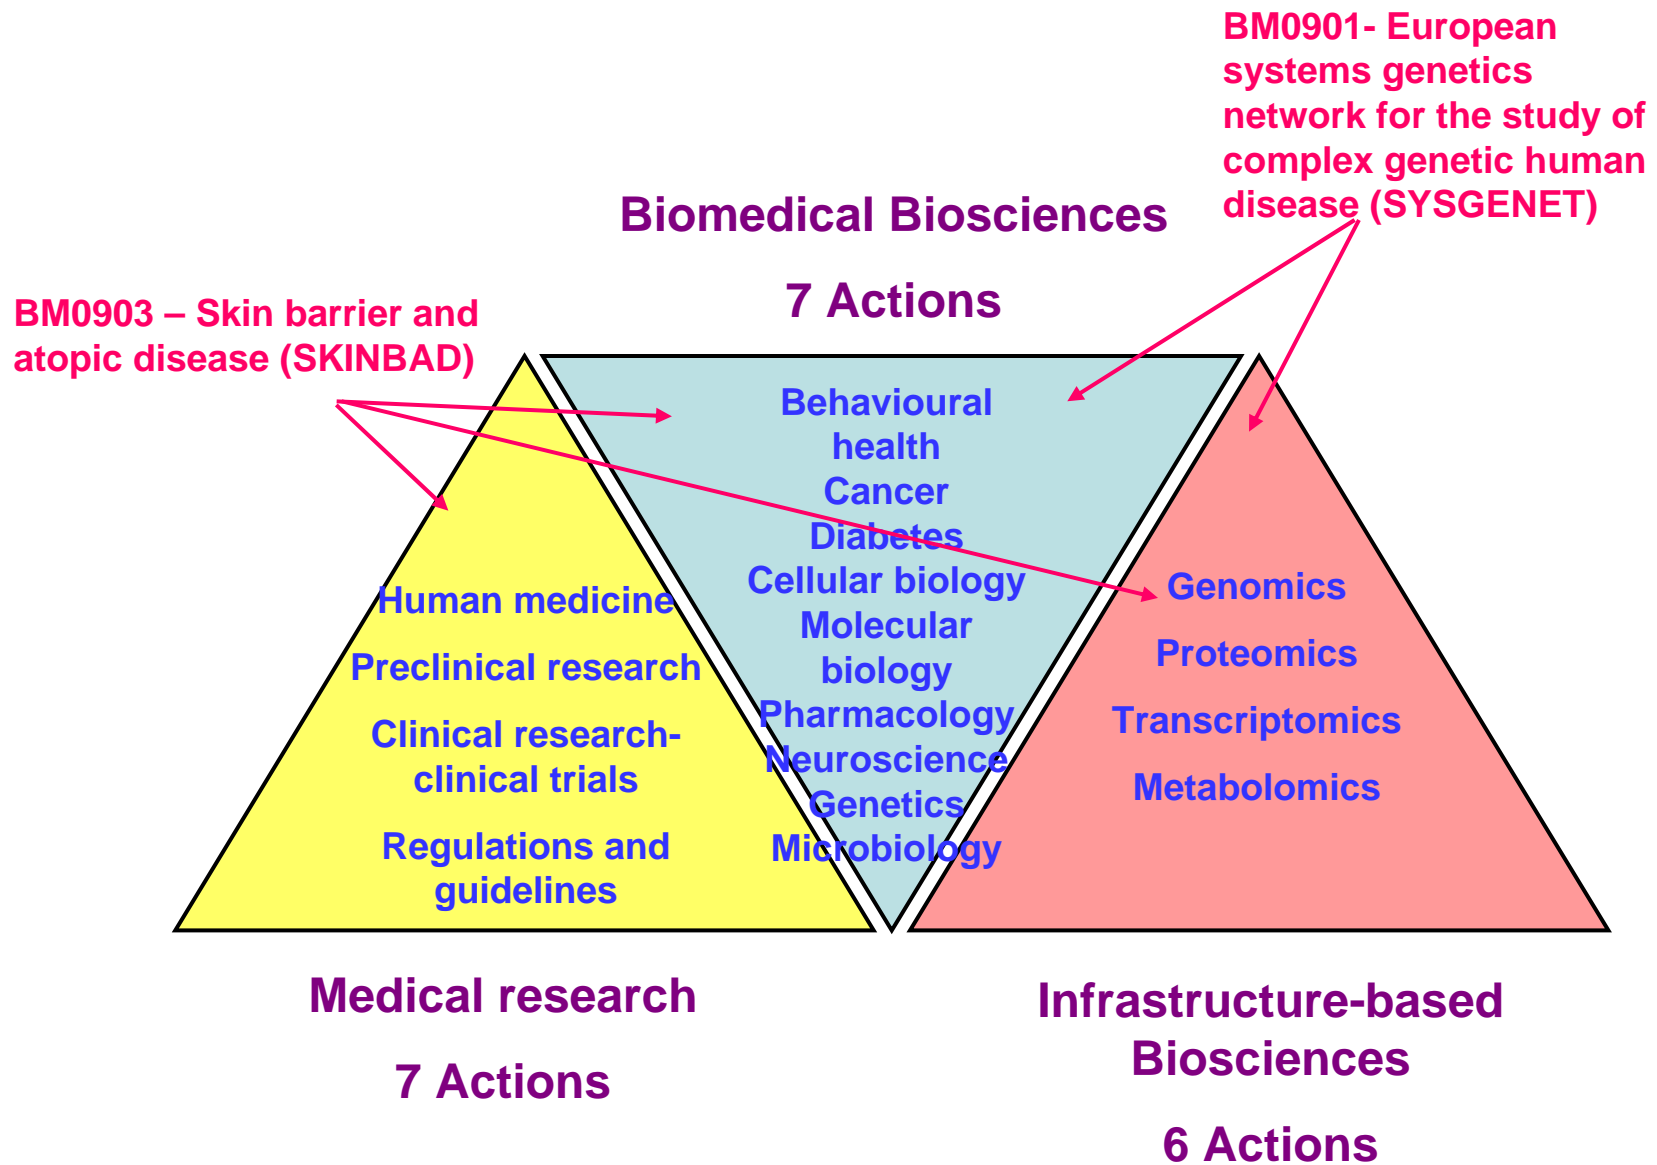 BM0901- European
systems genetics
network for the study of
complex genetic human
disease (SYSGENET)
Biomedical Biosciences
7 Actions
BM0903 – Skin barrier and
atopic disease (SKINBAD)
Behavioural
health
Cancer
Diabetes
Cellular biology
Molecular
biology
Pharmacology
Neuroscience
Genetics
Microbiology
Human medicine
Preclinical research
Clinical research-
clinical trials
Regulations and
guidelines
Genomics
Proteomics
Transcriptomics
Metabolomics
Medical research
7 Actions
Infrastructure-based
Biosciences
6 Actions